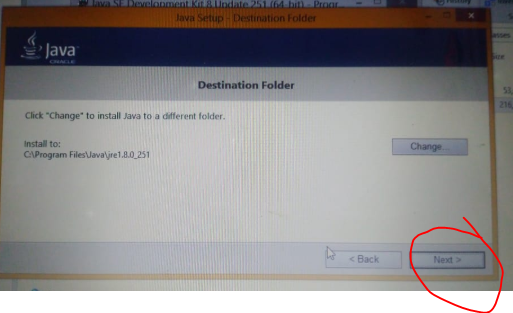 Java SE Development Kit 8 Update 251 (64-bit) - Progr...
Java Setup - Destination Folder
Java
ORACLE
Destination Folder
Click "Change" to install Java to a different folder.
Install to:
C:\Program Files\Java\jre1.8.0_251
Change...
< Back
Next >